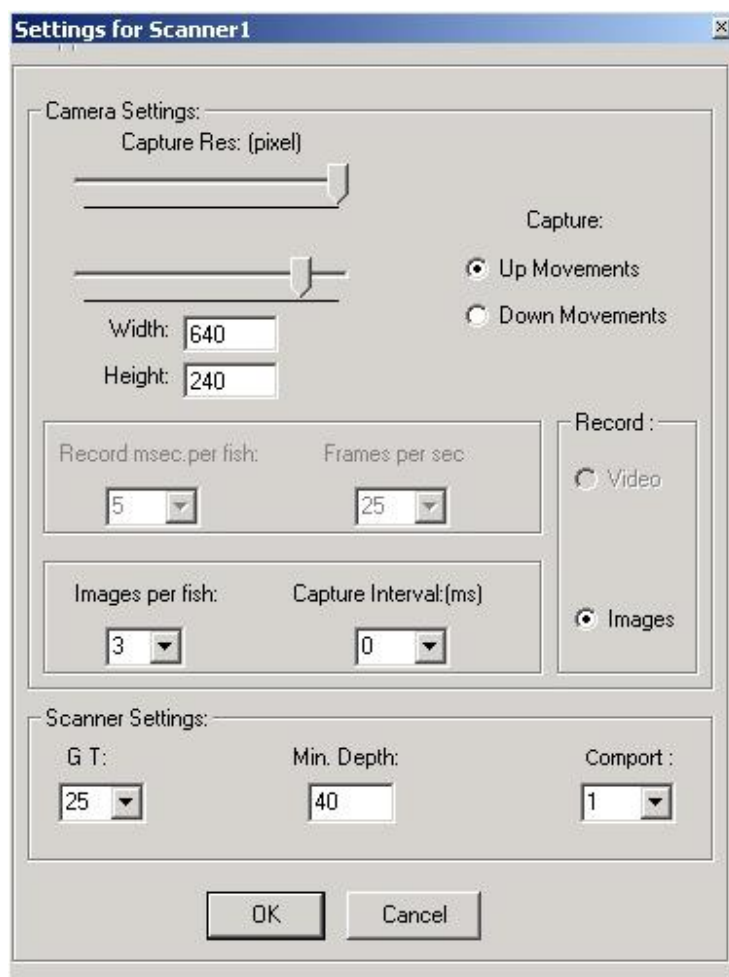 Settings for Scanner1
Camera Settings:
Capture Res: (pixel)
Capture:
Up Movements
Down Movements
Width: 640
Height: 240
Record msec.per fish: Frames per sec
5 25
Record :
Video
Images
Images per fish: Capture Interval:(ms)
3 0
Scanner Settings:
G T: Min. Depth: Comport :
25 40 1
OK Cancel